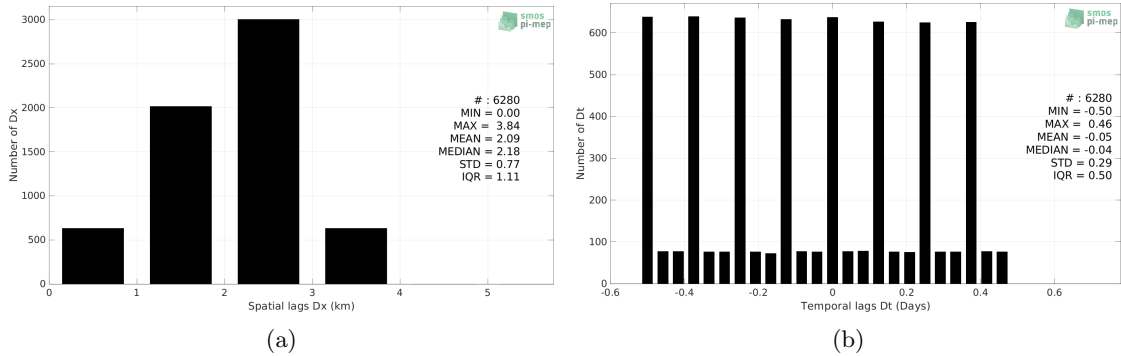 smos
pi-mep
3000
2500
2000
1500
1000
500
0
Number of Dx
# : 6280
MIN = 0.00
MAX = 3.84
MEAN = 2.09
MEDIAN = 2.18
STD = 0.77
IQR = 1.11
0 1 2 3 4 5
Spatial lags Dx (km)
(a)
smos
pi-mep
600
500
400
300
200
100
0
Number of Dt
# : 6280
MIN = -0.50
MAX = 0.46
MEAN = -0.05
MEDIAN = -0.04
STD = 0.29
IQR = 0.50
-0.6 -0.4 -0.2 0 0.2 0.4 0.6
Temporal lags Dt (Days)
(b)